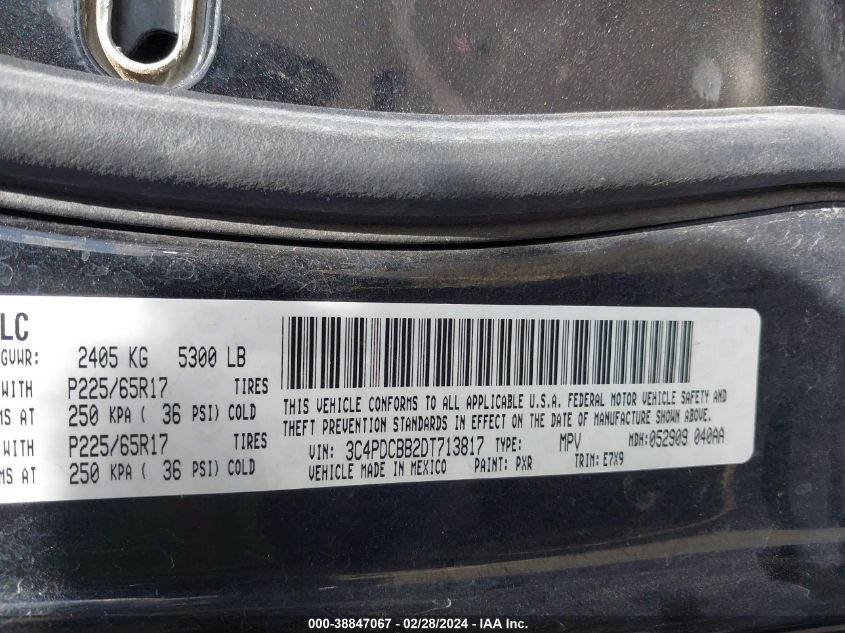 LC
GVWR: 2405 KG 5300 LB
WITH P225/65R17 TIRES
MS AT 250 KPA ( 36 PSI) COLD
WITH P225/65R17 TIRES
MS AT 250 KPA ( 36 PSI) COLD
THIS VEHICLE CONFORMS TO ALL APPLICABLE U.S.A. FEDERAL MOTOR VEHICLE SAFETY AND
THEFT PREVENTION STANDARDS IN EFFECT ON THE DATE OF MANUFACTURE SHOWN ABOVE.
VIN: 3C4PDCBB2DT713817 TYPE: MPV MDH:052909 040AA
VEHICLE MADE IN MEXICO PAINT: PXR TRIM: E7X9
000-38847067 - 02/28/2024 - IAA Inc.